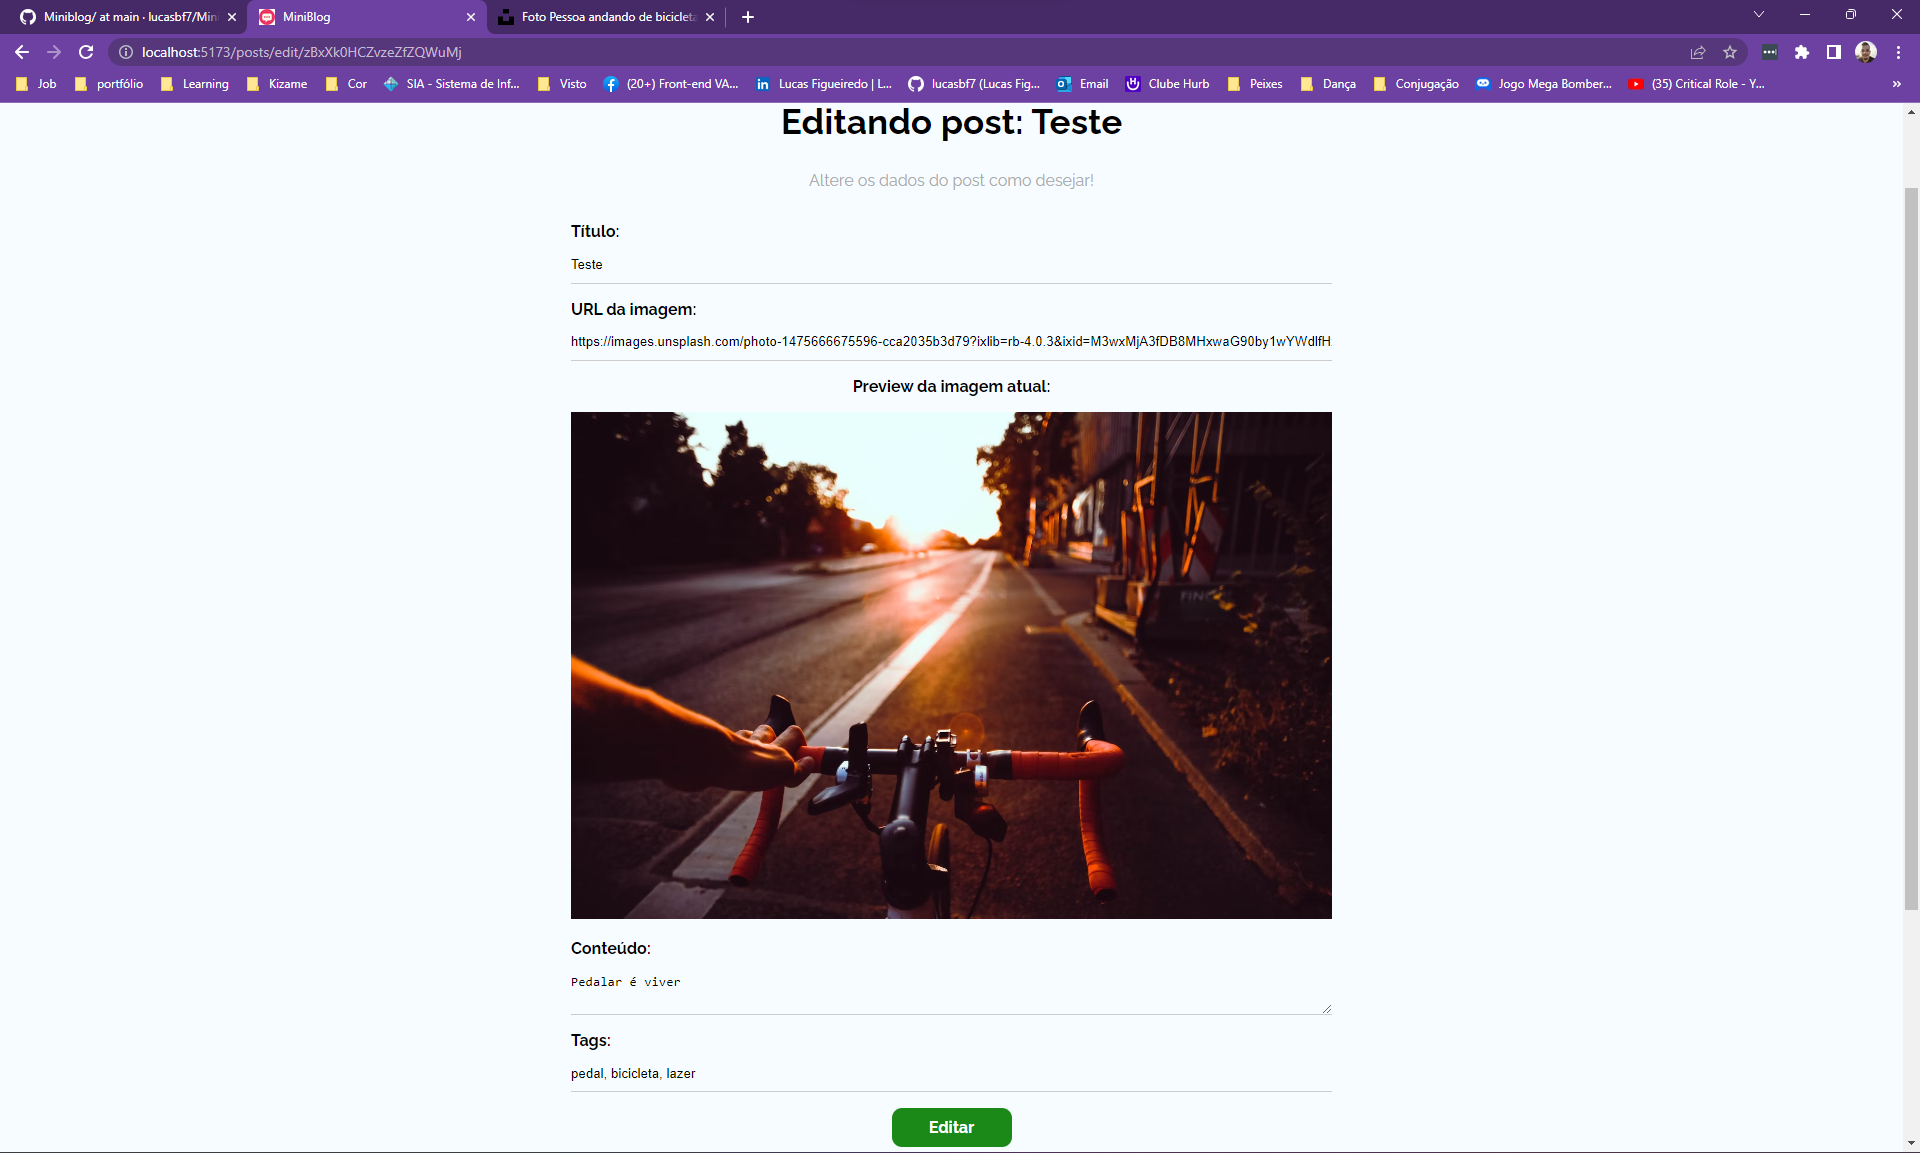 Miniblog/ at main · lucasbf7/Min
MiniBlog
Foto Pessoa andando de bicicleta
localhost:5173/posts/edit/zBxXk0HCZvzeZfZQWuMj
Job
portfólio
Learning
Kizame
Cor
SIA - Sistema de Inf...
Visto
(20+) Front-end VA...
Lucas Figueiredo | L...
lucasbf7 (Lucas Fig...
Email
Clube Hurb
Peixes
Dança
Conjugação
Jogo Mega Bomber...
(35) Critical Role - Y...
Editando post: Teste
Altere os dados do post como desejar!
Título:
Teste
URL da imagem:
https://images.unsplash.com/photo-1475666675596-cca2035b3d79?ixlib=rb-4.0.3&ixid=M3wxMjA3fDB8MHxwaG90by1wYWdlfH
Preview da imagem atual:
Conteúdo:
Pedalar é viver
Tags:
pedal, bicicleta, lazer
Editar